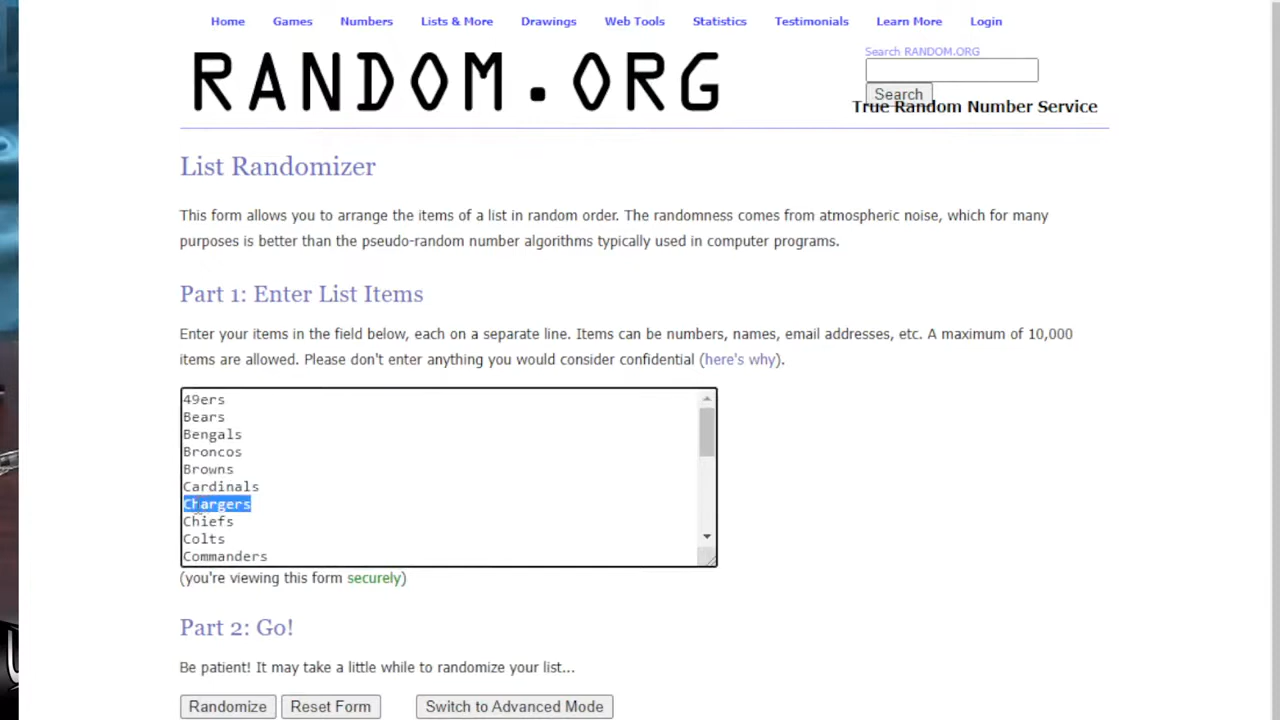 Home Games Numbers Lists & More Drawings Web Tools Statistics Testimonials Learn More Login
RANDOM.ORG
Search RANDOM.ORG
Search
True Random Number Service
List Randomizer
This form allows you to arrange the items of a list in random order. The randomness comes from atmospheric noise, which for many
purposes is better than the pseudo-random number algorithms typically used in computer programs.
Part 1: Enter List Items
Enter your items in the field below, each on a separate line. Items can be numbers, names, email addresses, etc. A maximum of 10,000
items are allowed. Please don't enter anything you would consider confidential (here's why).
49ers
Bears
Bengals
Broncos
Browns
Cardinals
Chargers
Chiefs
Colts
Commanders
(you're viewing this form securely)
Part 2: Go!
Be patient! It may take a little while to randomize your list...
Randomize Reset Form Switch to Advanced Mode